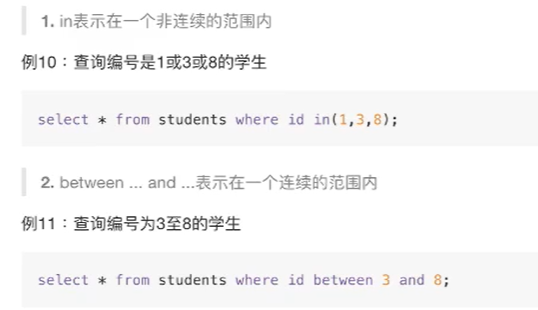 1. in表示在一个非连续的范围内
例10：查询编号是1或3或8的学生
select * from students where id in(1,3,8);
2. between ... and ...表示在一个连续的范围内
例11：查询编号为3至8的学生
select * from students where id between 3 and 8;